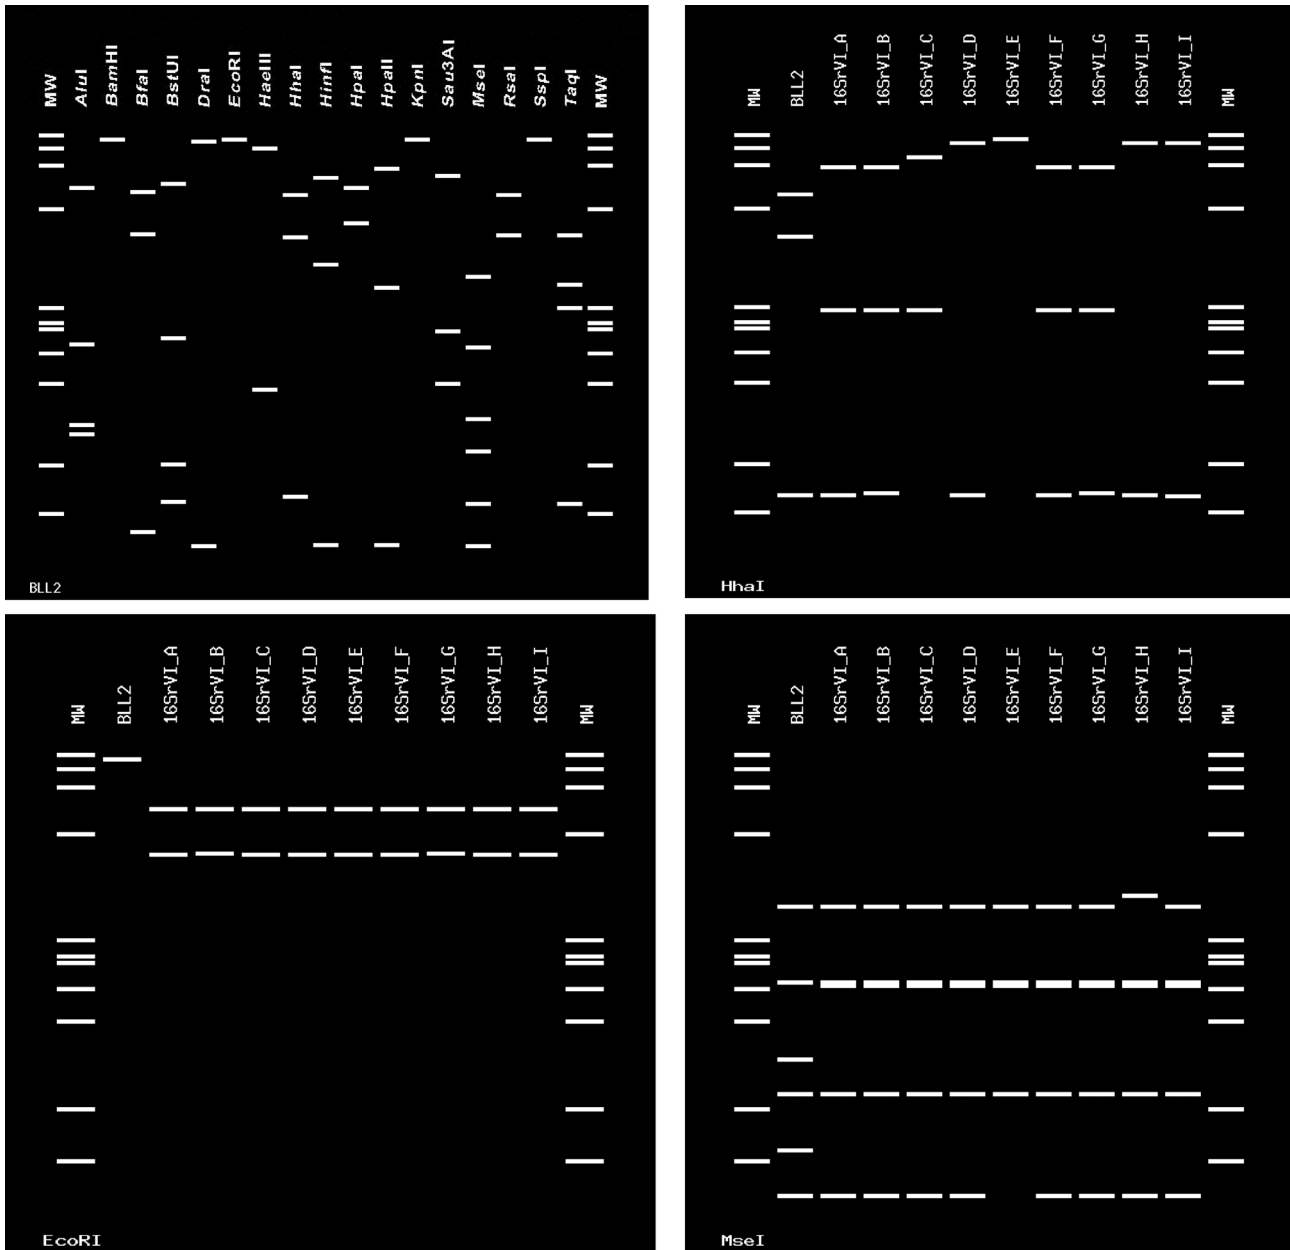 MW AluI BamHI BfaI BstUI DraI EcoRI HaeIII HhaI HinfI HpaI HpaII KpnI Sau3AI MseI RsaI SspI TaqI MW
BLL2
MW BLL2 16SrVI_A 16SrVI_B 16SrVI_C 16SrVI_D 16SrVI_E 16SrVI_F 16SrVI_G 16SrVI_H 16SrVI_I MW
HhaI
MW BLL2 16SrVI_A 16SrVI_B 16SrVI_C 16SrVI_D 16SrVI_E 16SrVI_F 16SrVI_G 16SrVI_H 16SrVI_I MW
EcoRI
MW BLL2 16SrVI_A 16SrVI_B 16SrVI_C 16SrVI_D 16SrVI_E 16SrVI_F 16SrVI_G 16SrVI_H 16SrVI_I MW
MseI